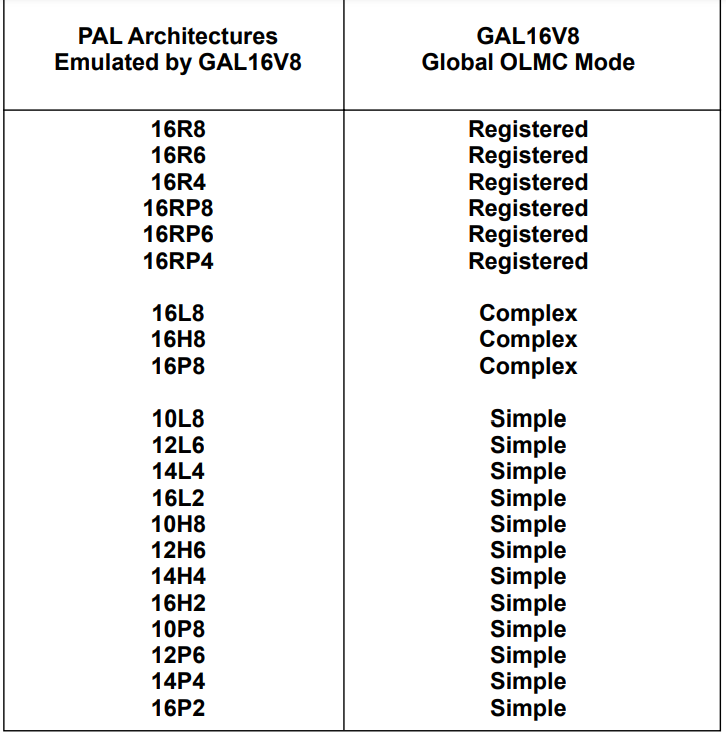 PAL Architectures
Emulated by GAL16V8
GAL16V8
Global OLMC Mode
16R8 Registered
16R6 Registered
16R4 Registered
16RP8 Registered
16RP6 Registered
16RP4 Registered
16L8 Complex
16H8 Complex
16P8 Complex
10L8 Simple
12L6 Simple
14L4 Simple
16L2 Simple
10H8 Simple
12H6 Simple
14H4 Simple
16H2 Simple
10P8 Simple
12P6 Simple
14P4 Simple
16P2 Simple